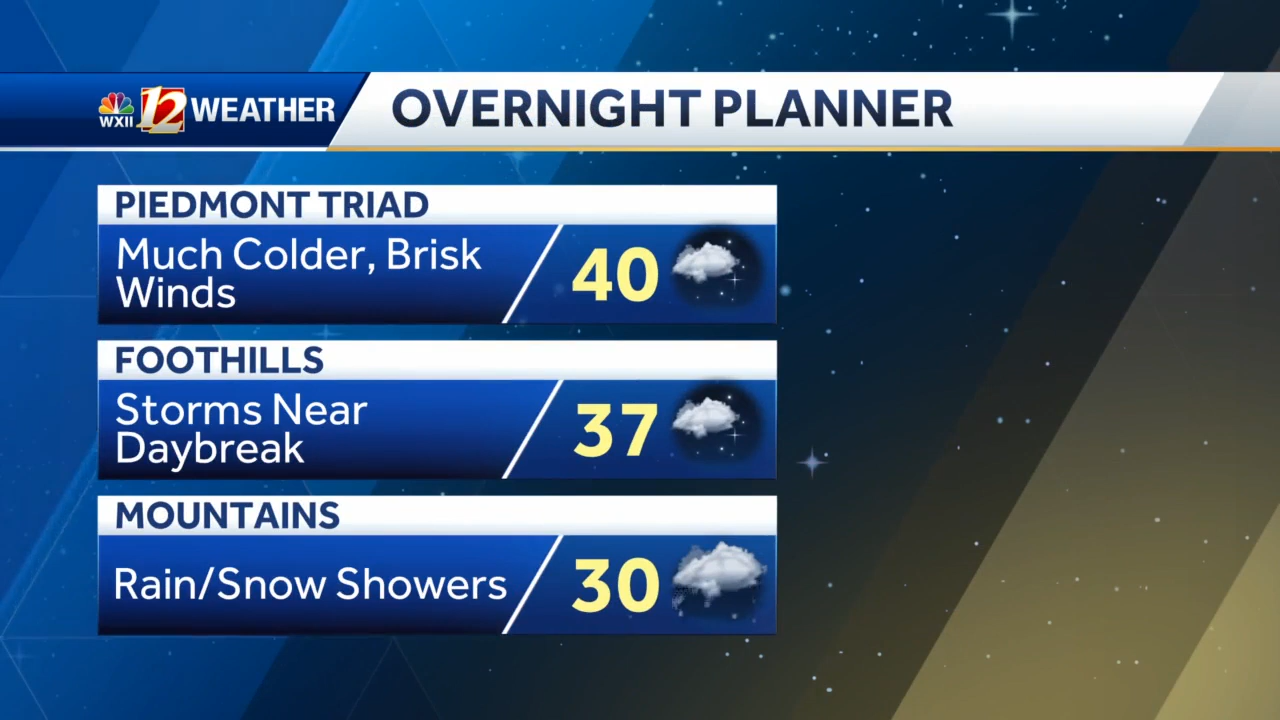 WXII 12 WEATHER
OVERNIGHT PLANNER
PIEDMONT TRIAD
Much Colder, Brisk
Winds
40
FOOTHILLS
Storms Near
Daybreak
37
MOUNTAINS
Rain/Snow Showers
30